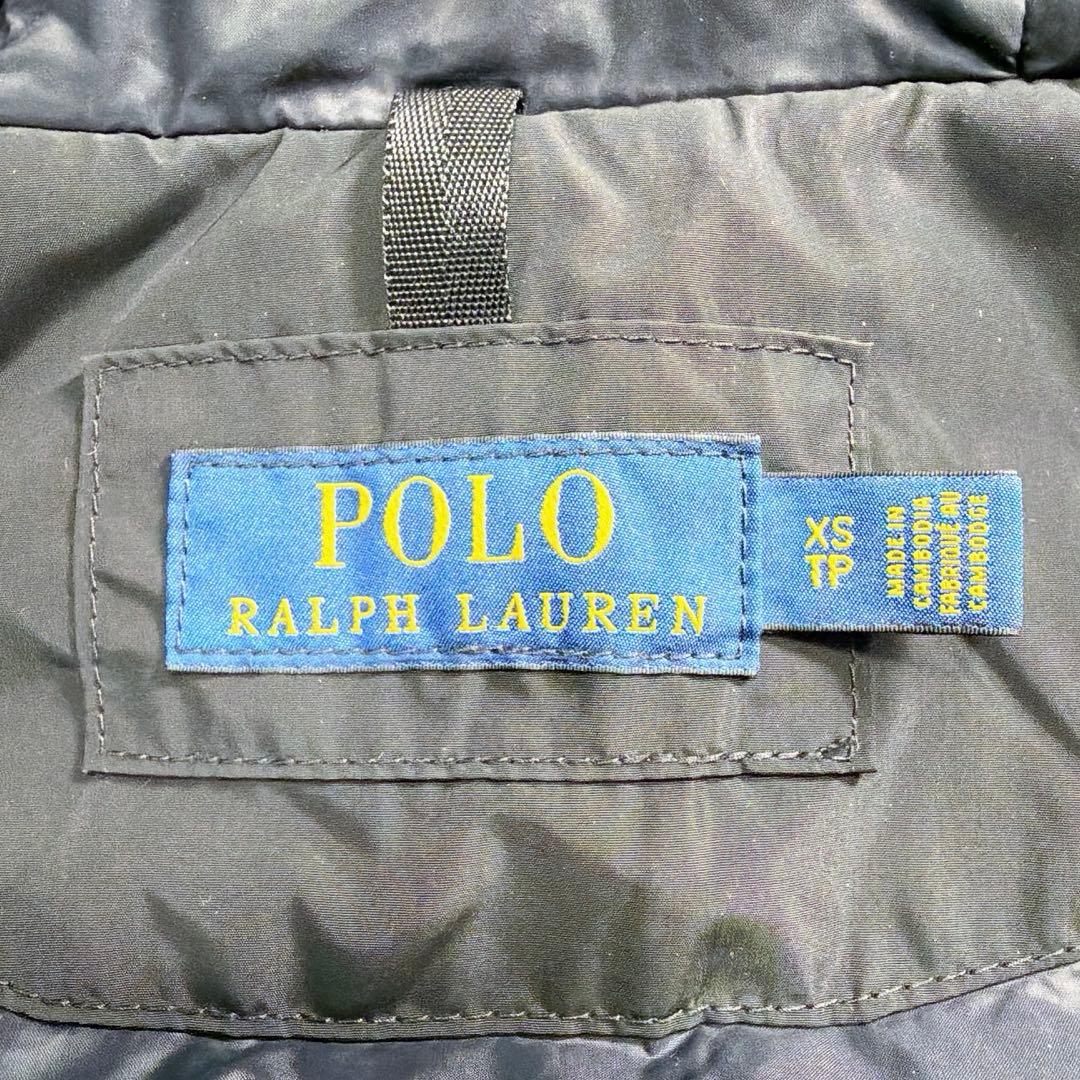 POLO
RALPH LAUREN
XS
TP
MADE IN
CAMBODIA
FABRIQUÉ AU
CAMBODGE